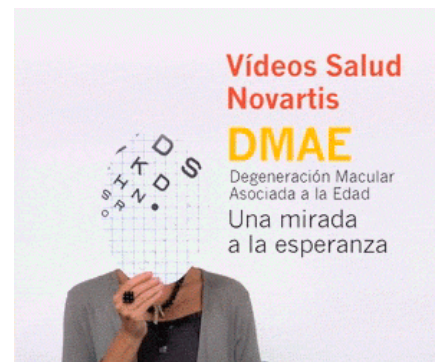 Vídeos Salud
Novartis
DMAE
Degeneración Macular
Asociada a la Edad
Una mirada
a la esperanza
D
K S
H D
S N
O R